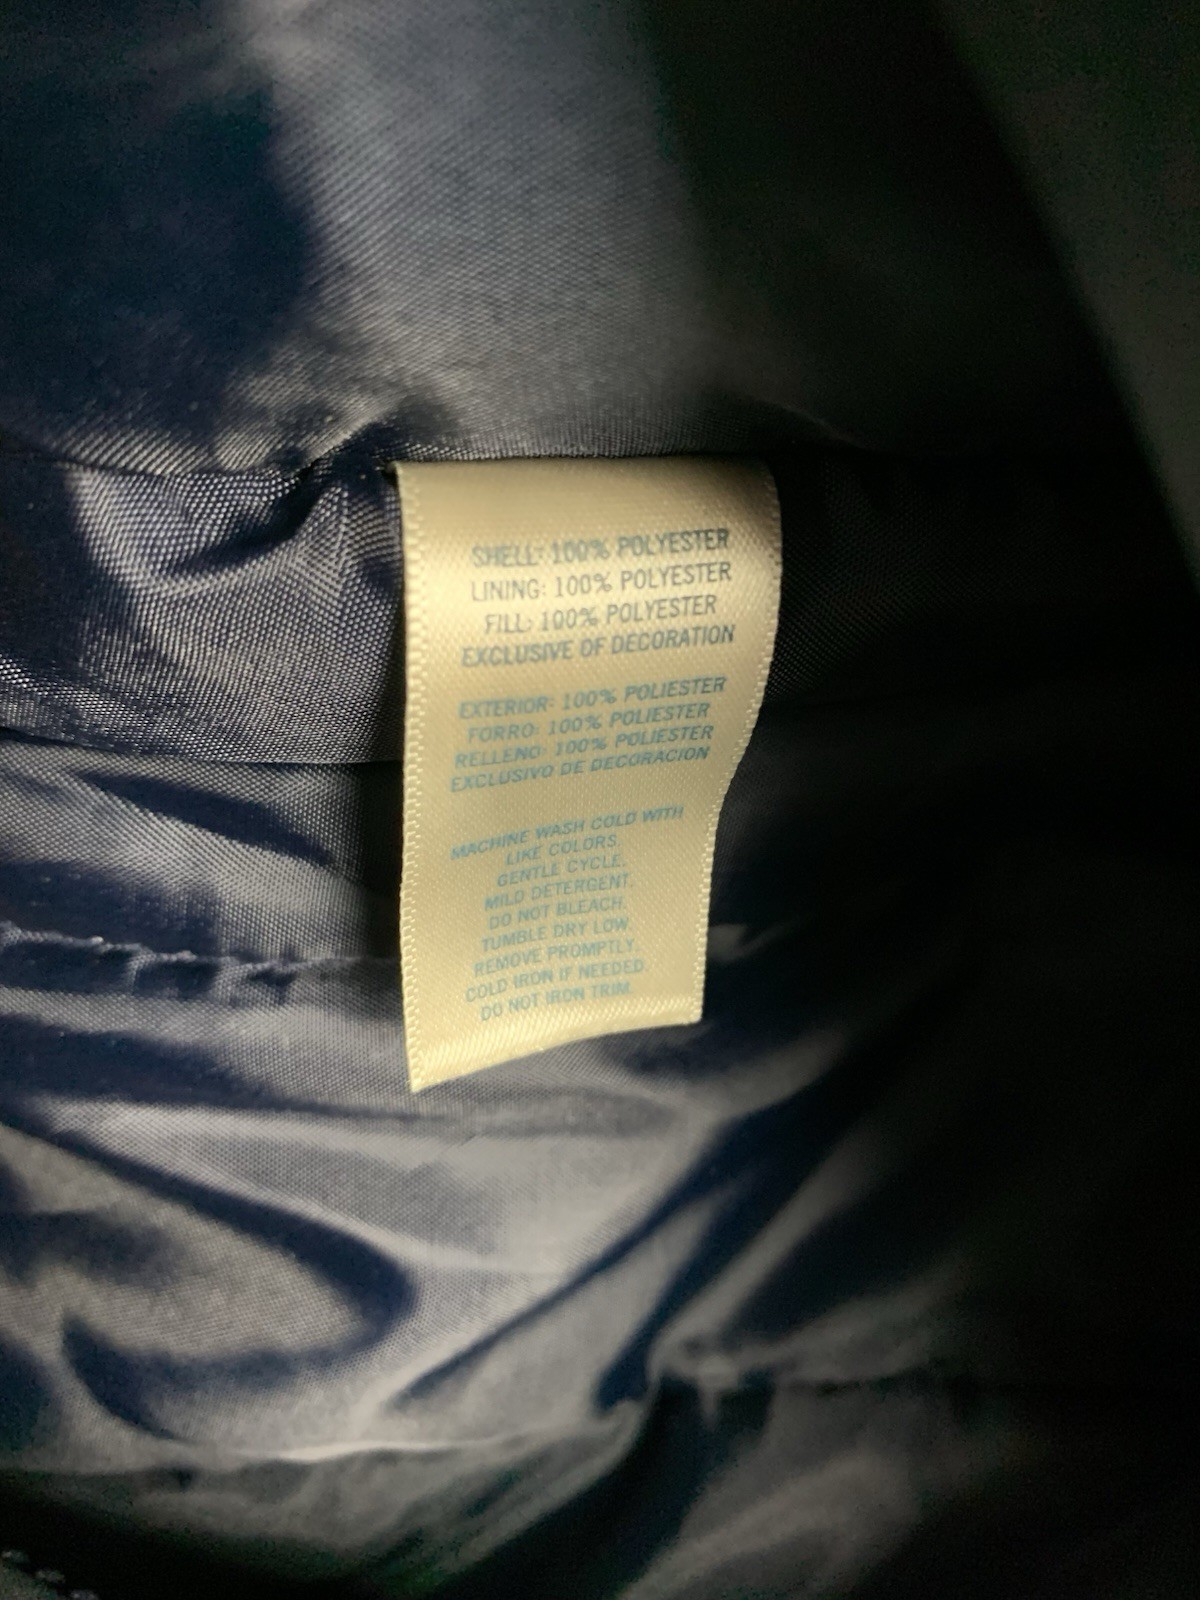 SHELL: 100% POLYESTER
LINING: 100% POLYESTER
FILL: 100% POLYESTER
EXCLUSIVE OF DECORATION
EXTERIOR: 100% POLIESTER
FORRO: 100% POLIESTER
RELLENO: 100% POLIESTER
EXCLUSIVO DE DECORACION
MACHINE WASH COLD WITH
LIKE COLORS.
GENTLE CYCLE.
MILD DETERGENT.
DO NOT BLEACH.
TUMBLE DRY LOW.
REMOVE PROMPTLY.
COLD IRON IF NEEDED.
DO NOT IRON TRIM.